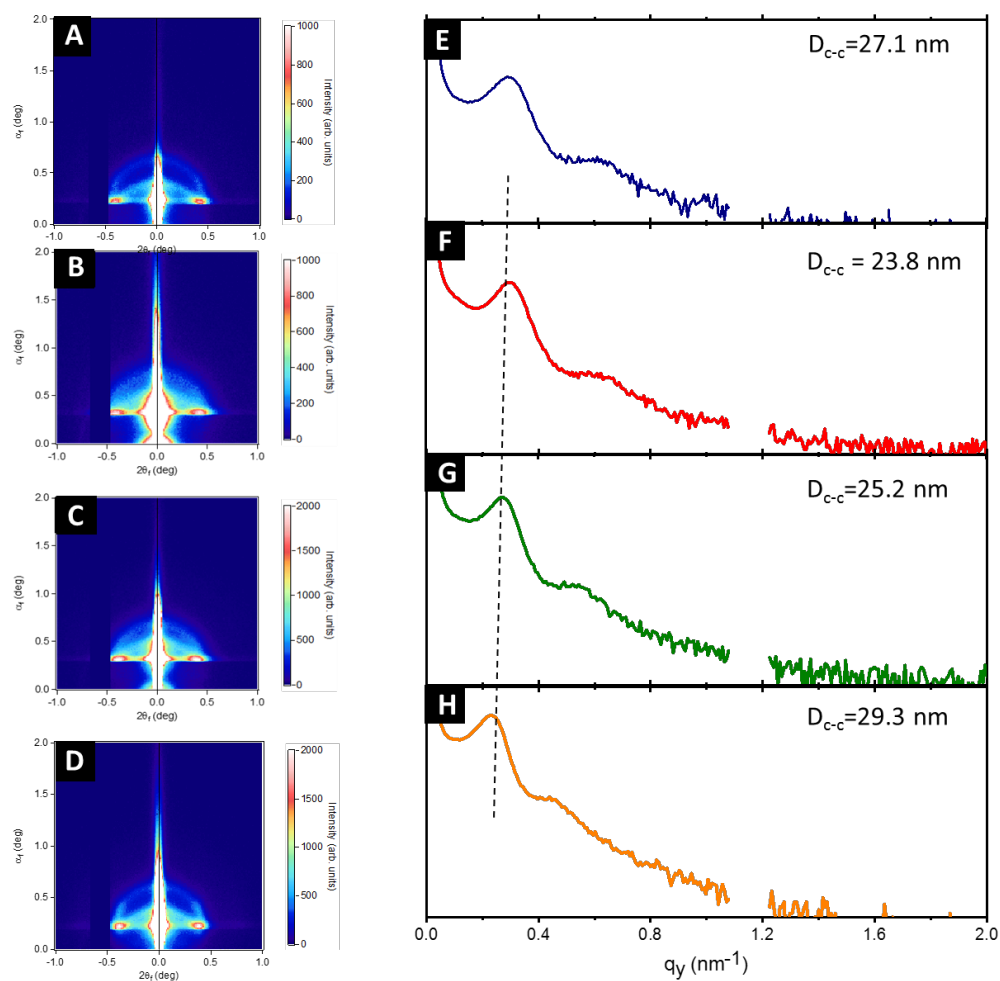 A
2.0
1.5
1.0
0.5
0.0
αf (deg)
-1.0
-0.5
0.0
0.5
1.0
2θf (deg)
1000
800
600
400
200
0
Intensity (arb. units)
B
2.0
1.5
1.0
0.5
0.0
αf (deg)
-1.0
-0.5
0.0
0.5
1.0
2θf (deg)
1000
800
600
400
200
0
Intensity (arb. units)
C
2.0
1.5
1.0
0.5
0.0
αf (deg)
-1.0
-0.5
0.0
0.5
1.0
2θf (deg)
2000
1500
1000
500
0
Intensity (arb. units)
D
2.0
1.5
1.0
0.5
0.0
αf (deg)
-1.0
-0.5
0.0
0.5
1.0
2θf (deg)
2000
1500
1000
500
0
Intensity (arb. units)
E
Dc-c=27.1 nm
F
Dc-c = 23.8 nm
G
Dc-c=25.2 nm
H
Dc-c=29.3 nm
0.0
0.4
0.8
1.2
1.6
2.0
qy (nm-1)